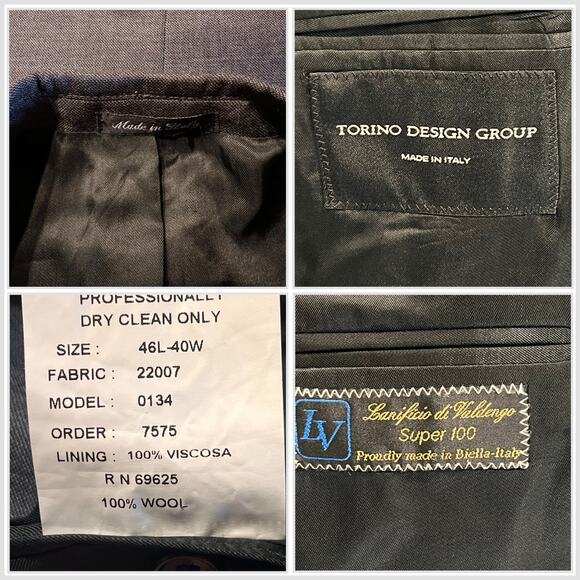 Made in Italy
TORINO DESIGN GROUP
MADE IN ITALY
PROFESSIONALLY
DRY CLEAN ONLY
SIZE : 46L-40W
FABRIC : 22007
MODEL : 0134
ORDER : 7575
LINING : 100% VISCOSA
R N 69625
100% WOOL
LV
Lanificio di Valdengo
Super 100
Proudly made in Biella-Italy